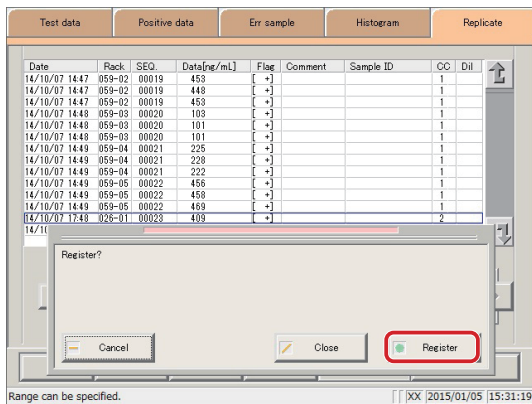 Test data Positive data Err sample Histogram Replicate
Date Rack SEQ. Data[ng/mL] Flag Comment Sample ID CC Dil
14/10/07 14:47 059-02 00019 453 [ +] 1
14/10/07 14:47 059-02 00019 448 [ +] 1
14/10/07 14:47 059-02 00019 453 [ +] 1
14/10/07 14:48 059-03 00020 103 [ +] 1
14/10/07 14:48 059-03 00020 101 [ +] 1
14/10/07 14:48 059-03 00020 101 [ +] 1
14/10/07 14:49 059-04 00021 225 [ +] 1
14/10/07 14:49 059-04 00021 228 [ +] 1
14/10/07 14:49 059-04 00021 222 [ +] 1
14/10/07 14:49 059-05 00022 456 [ +] 1
14/10/07 14:49 059-05 00022 458 [ +] 1
14/10/07 14:49 059-05 00022 469 [ +] 1
14/10/07 17:48 026-01 00023 409 [ +] 2
Register?
Cancel Close Register
Range can be specified. XX 2015/01/05 15:31:19